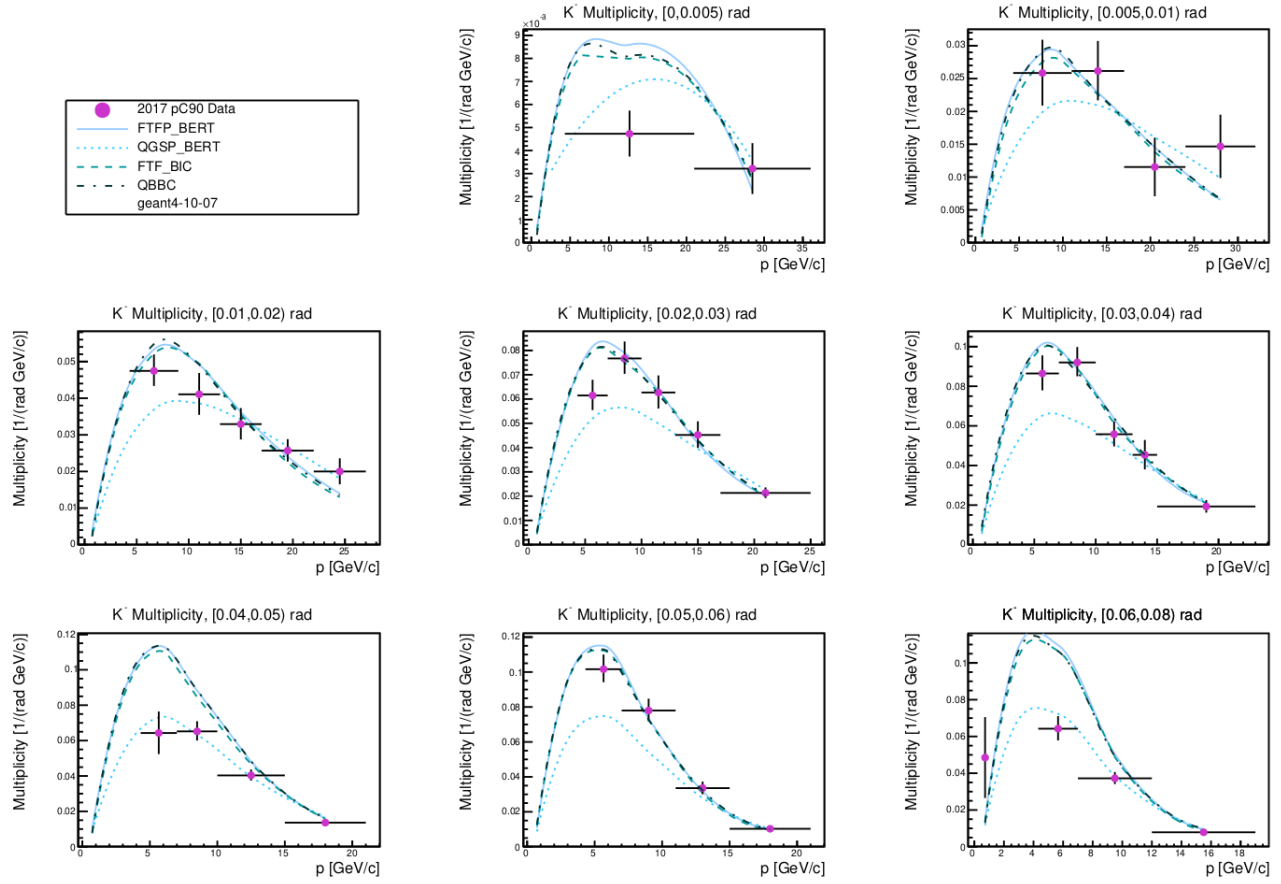 2017 pC90 Data
FTFP_BERT
QGSP_BERT
FTF_BIC
QBBC
geant4-10-07
K⁻ Multiplicity, [0,0.005) rad
×10⁻³
Multiplicity [1/(rad GeV/c)]
9
8
7
6
5
4
3
2
1
0
0 5 10 15 20 25 30 35
p [GeV/c]
K⁻ Multiplicity, [0.005,0.01) rad
Multiplicity [1/(rad GeV/c)]
0.03
0.025
0.02
0.015
0.01
0.005
0
0 5 10 15 20 25 30
p [GeV/c]
K⁻ Multiplicity, [0.01,0.02) rad
Multiplicity [1/(rad GeV/c)]
0.05
0.04
0.03
0.02
0.01
0
0 5 10 15 20 25
p [GeV/c]
K⁻ Multiplicity, [0.02,0.03) rad
Multiplicity [1/(rad GeV/c)]
0.08
0.07
0.06
0.05
0.04
0.03
0.02
0.01
0
0 5 10 15 20 25
p [GeV/c]
K⁻ Multiplicity, [0.03,0.04) rad
Multiplicity [1/(rad GeV/c)]
0.1
0.08
0.06
0.04
0.02
0
0 5 10 15 20
p [GeV/c]
K⁻ Multiplicity, [0.04,0.05) rad
Multiplicity [1/(rad GeV/c)]
0.12
0.1
0.08
0.06
0.04
0.02
0
0 5 10 15 20
p [GeV/c]
K⁻ Multiplicity, [0.05,0.06) rad
Multiplicity [1/(rad GeV/c)]
0.12
0.1
0.08
0.06
0.04
0.02
0
0 5 10 15 20
p [GeV/c]
K⁻ Multiplicity, [0.06,0.08) rad
Multiplicity [1/(rad GeV/c)]
0.1
0.08
0.06
0.04
0.02
0
0 2 4 6 8 10 12 14 16 18
p [GeV/c]